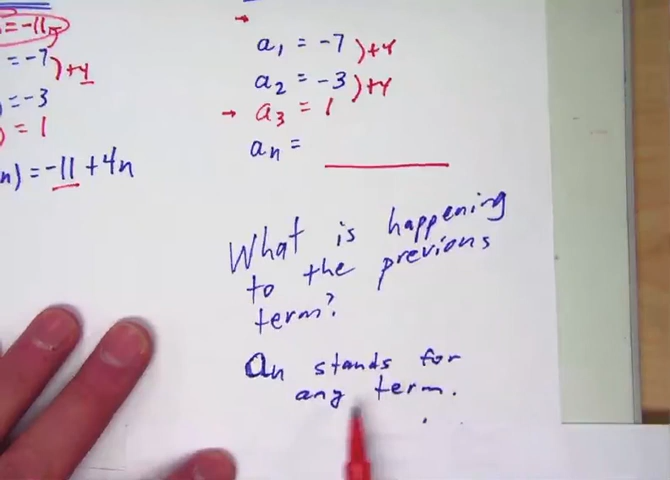 = -11
= -7 ) +4
= -3
) = 1
n) = -11 + 4n
→
a1 = -7 ) +4
a2 = -3 ) +4
→ a3 = 1
an = ________
What is happening
to the previous
term?
an stands for
any term.